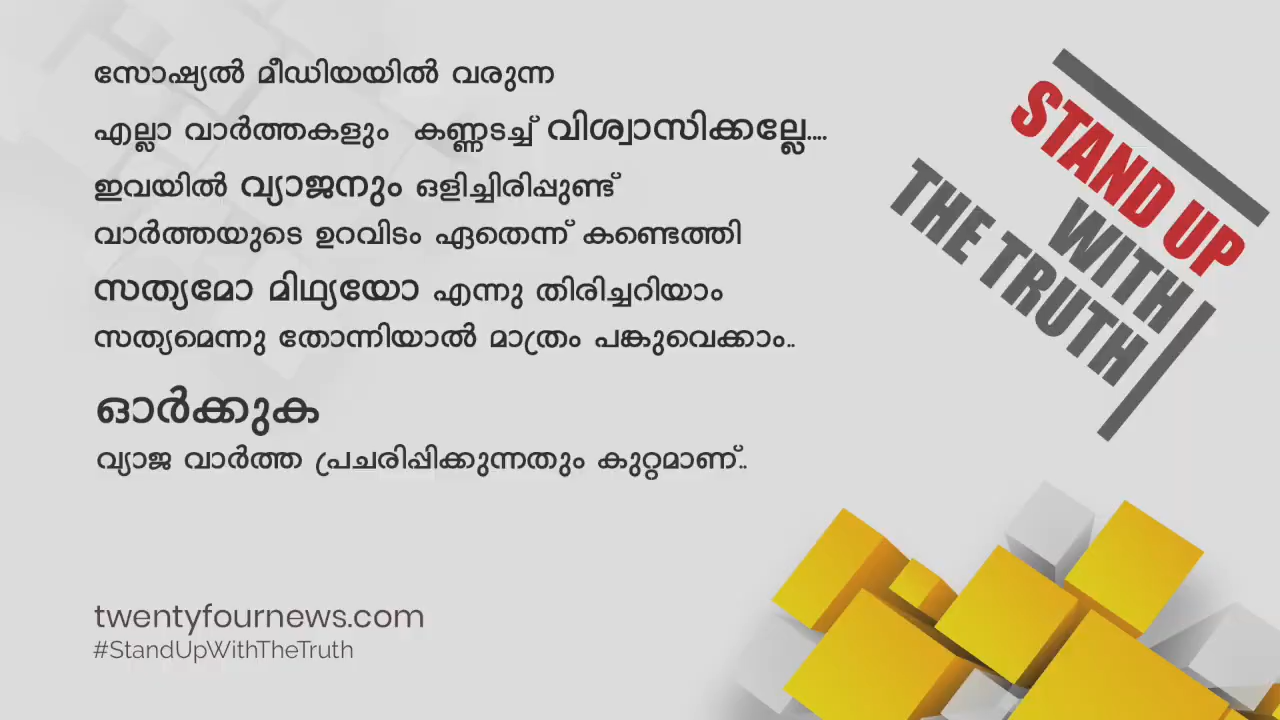 സോഷ്യൽ മീഡിയയിൽ വരുന്ന
എല്ലാ വാർത്തകളും കണ്ണടച്ച് വിശ്വാസിക്കല്ലേ....
ഇവയിൽ വ്യാജനും ഒളിച്ചിരിപ്പുണ്ട്
വാർത്തയുടെ ഉറവിടം ഏതെന്ന് കണ്ടെത്തി
സത്യമോ മിഥ്യയോ എന്നു തിരിച്ചറിയാം
സത്യമെന്നു തോന്നിയാൽ മാത്രം പങ്കുവെക്കാം..
ഓർക്കുക
വ്യാജ വാർത്ത പ്രചരിപ്പിക്കുന്നതും കുറ്റമാണ്..
twentyfournews.com
#StandUpWithTheTruth
STAND UP
WITH
THE TRUTH